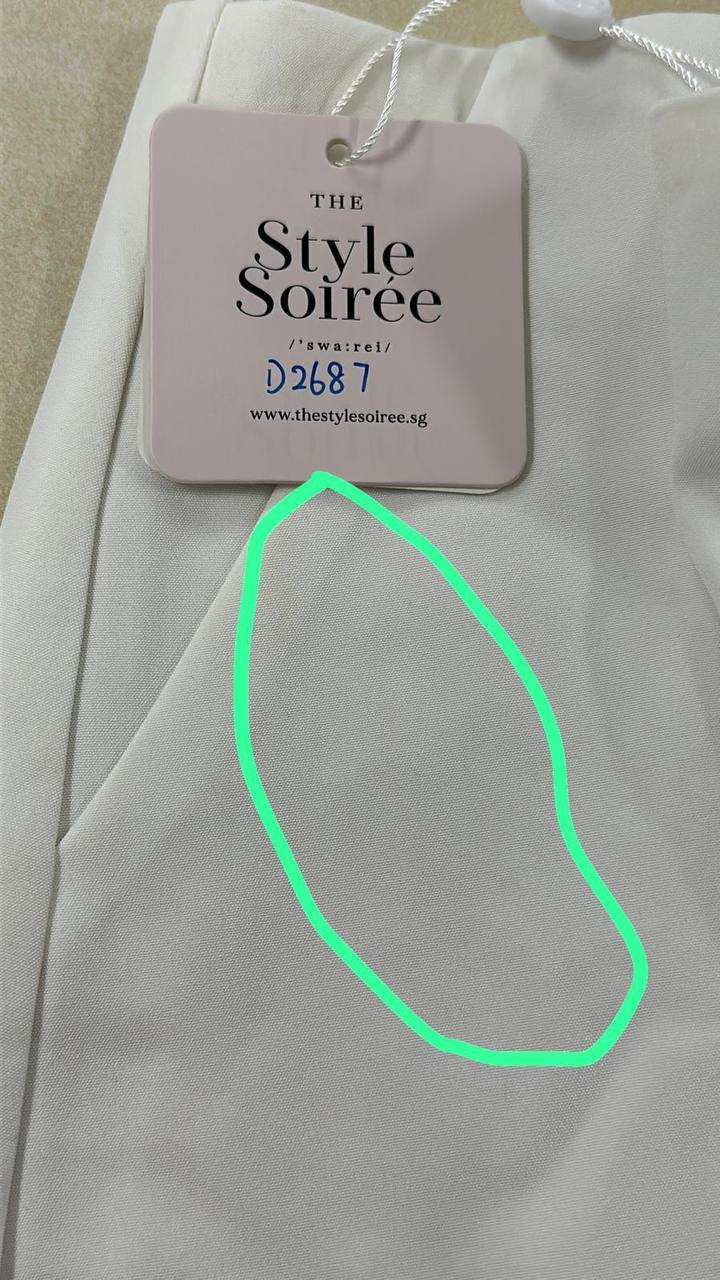 THE
Style
Soirée
/'swa:rei/
D2687
www.thestylesoiree.sg